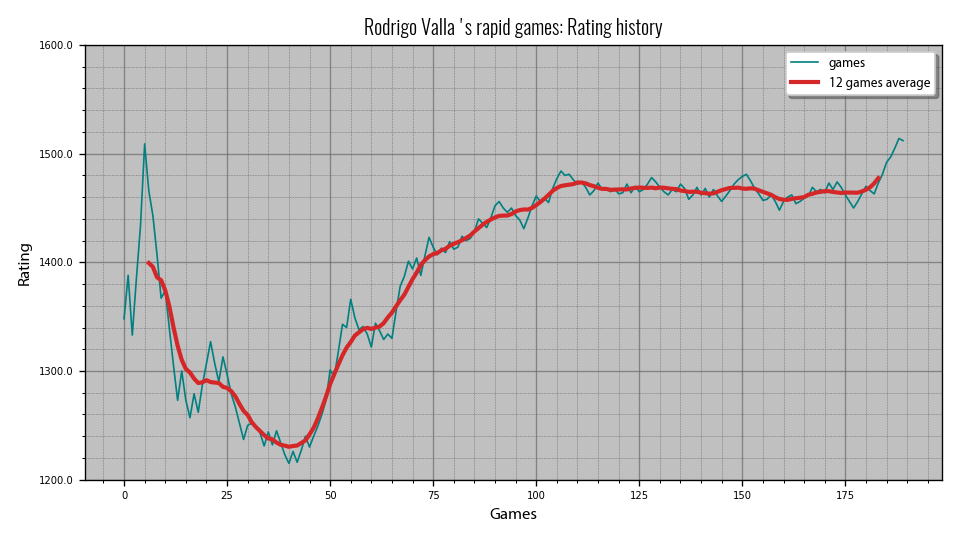 Rodrigo Valla 's rapid games: Rating history
1600.0
1500.0
1400.0
1300.0
1200.0
Rating
games
12 games average
0 25 50 75 100 125 150 175
Games